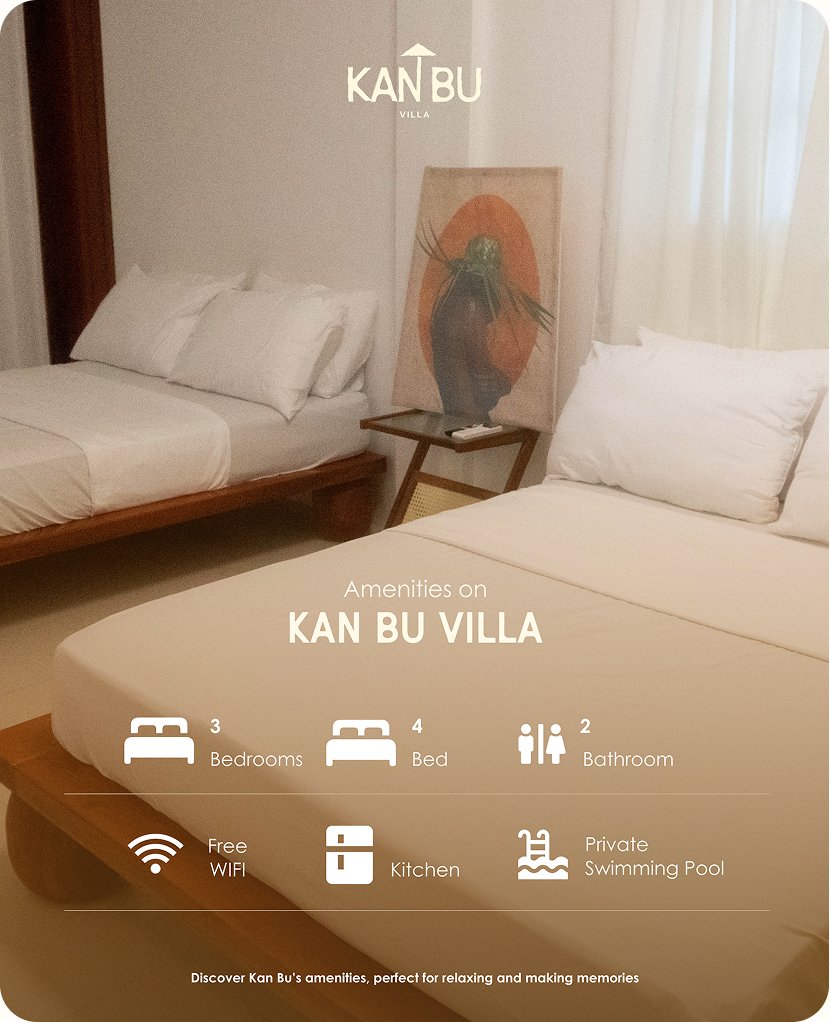 KAN BU
VILLA
Amenities on
KAN BU VILLA
3
Bedrooms
4
Bed
2
Bathroom
Free
WIFI
Kitchen
Private
Swimming Pool
Discover Kan Bu's amenities, perfect for relaxing and making memories